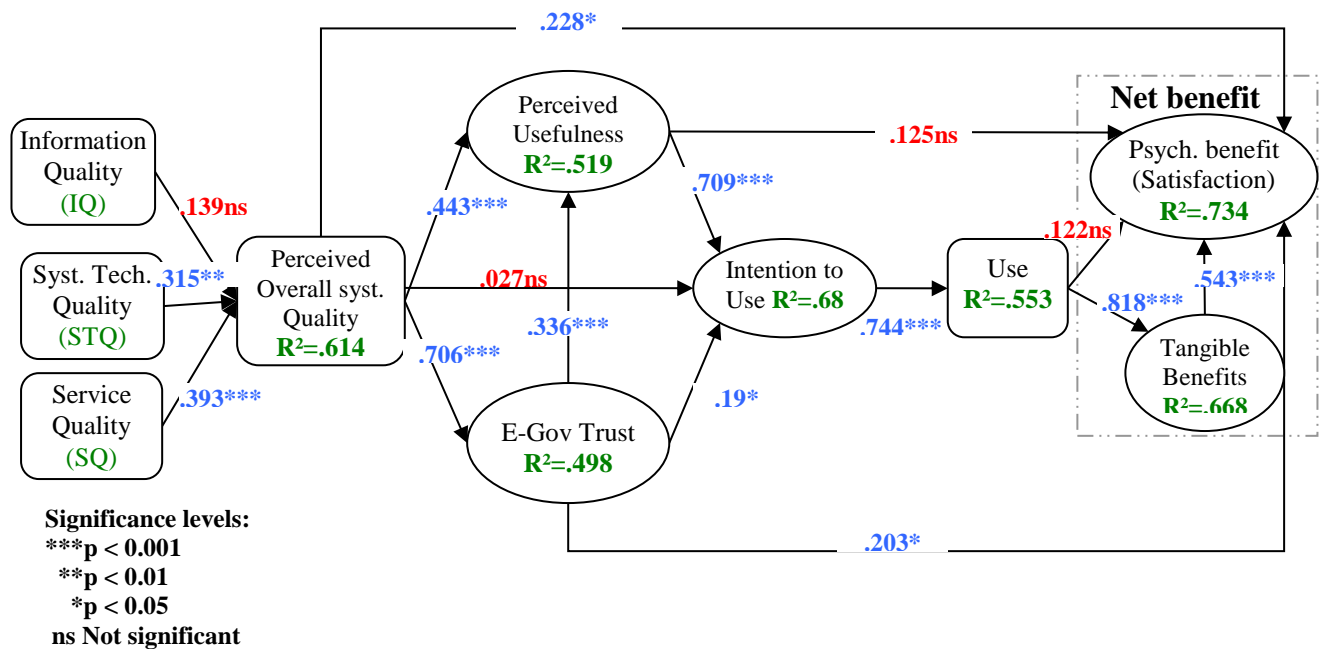 .228*
Net benefit
Information
Quality
(IQ)
.139ns
Syst. Tech.
Quality
(STQ)
.315**
Service
Quality
(SQ)
.393***
Perceived
Overall syst.
Quality
R²=.614
.443***
.027ns
.706***
Perceived
Usefulness
R²=.519
.336***
E-Gov Trust
R²=.498
.709***
.19*
.125ns
Intention to
Use R²=.68
.744***
Use
R²=.553
.122ns
.818***
Psych. benefit
(Satisfaction)
R²=.734
.543***
Tangible
Benefits
R²=.668
.203*
Significance levels:
***p < 0.001
**p < 0.01
*p < 0.05
ns Not significant